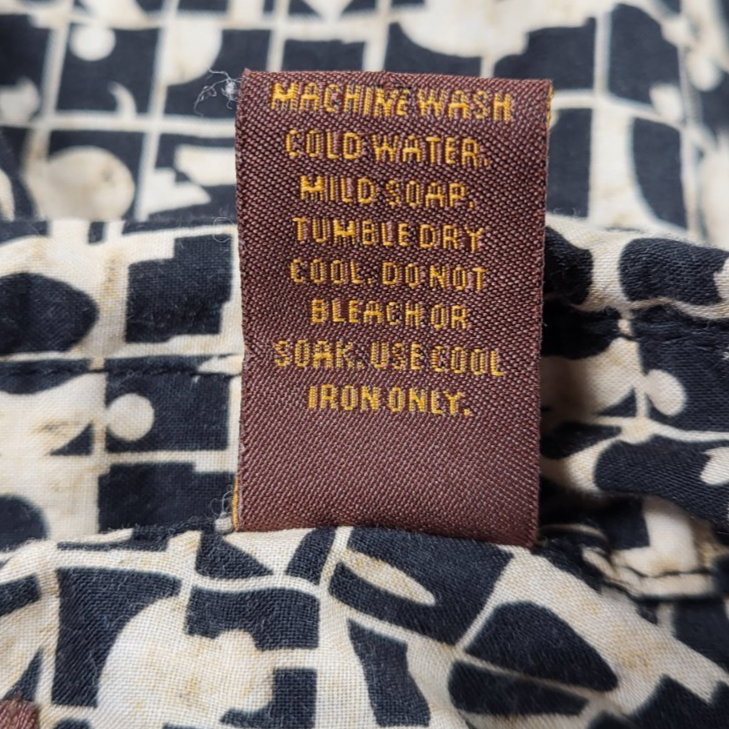 MACHINE WASH
COLD WATER.
MILD SOAP.
TUMBLE DRY
COOL. DO NOT
BLEACH OR
SOAK. USE COOL
IRON ONLY.